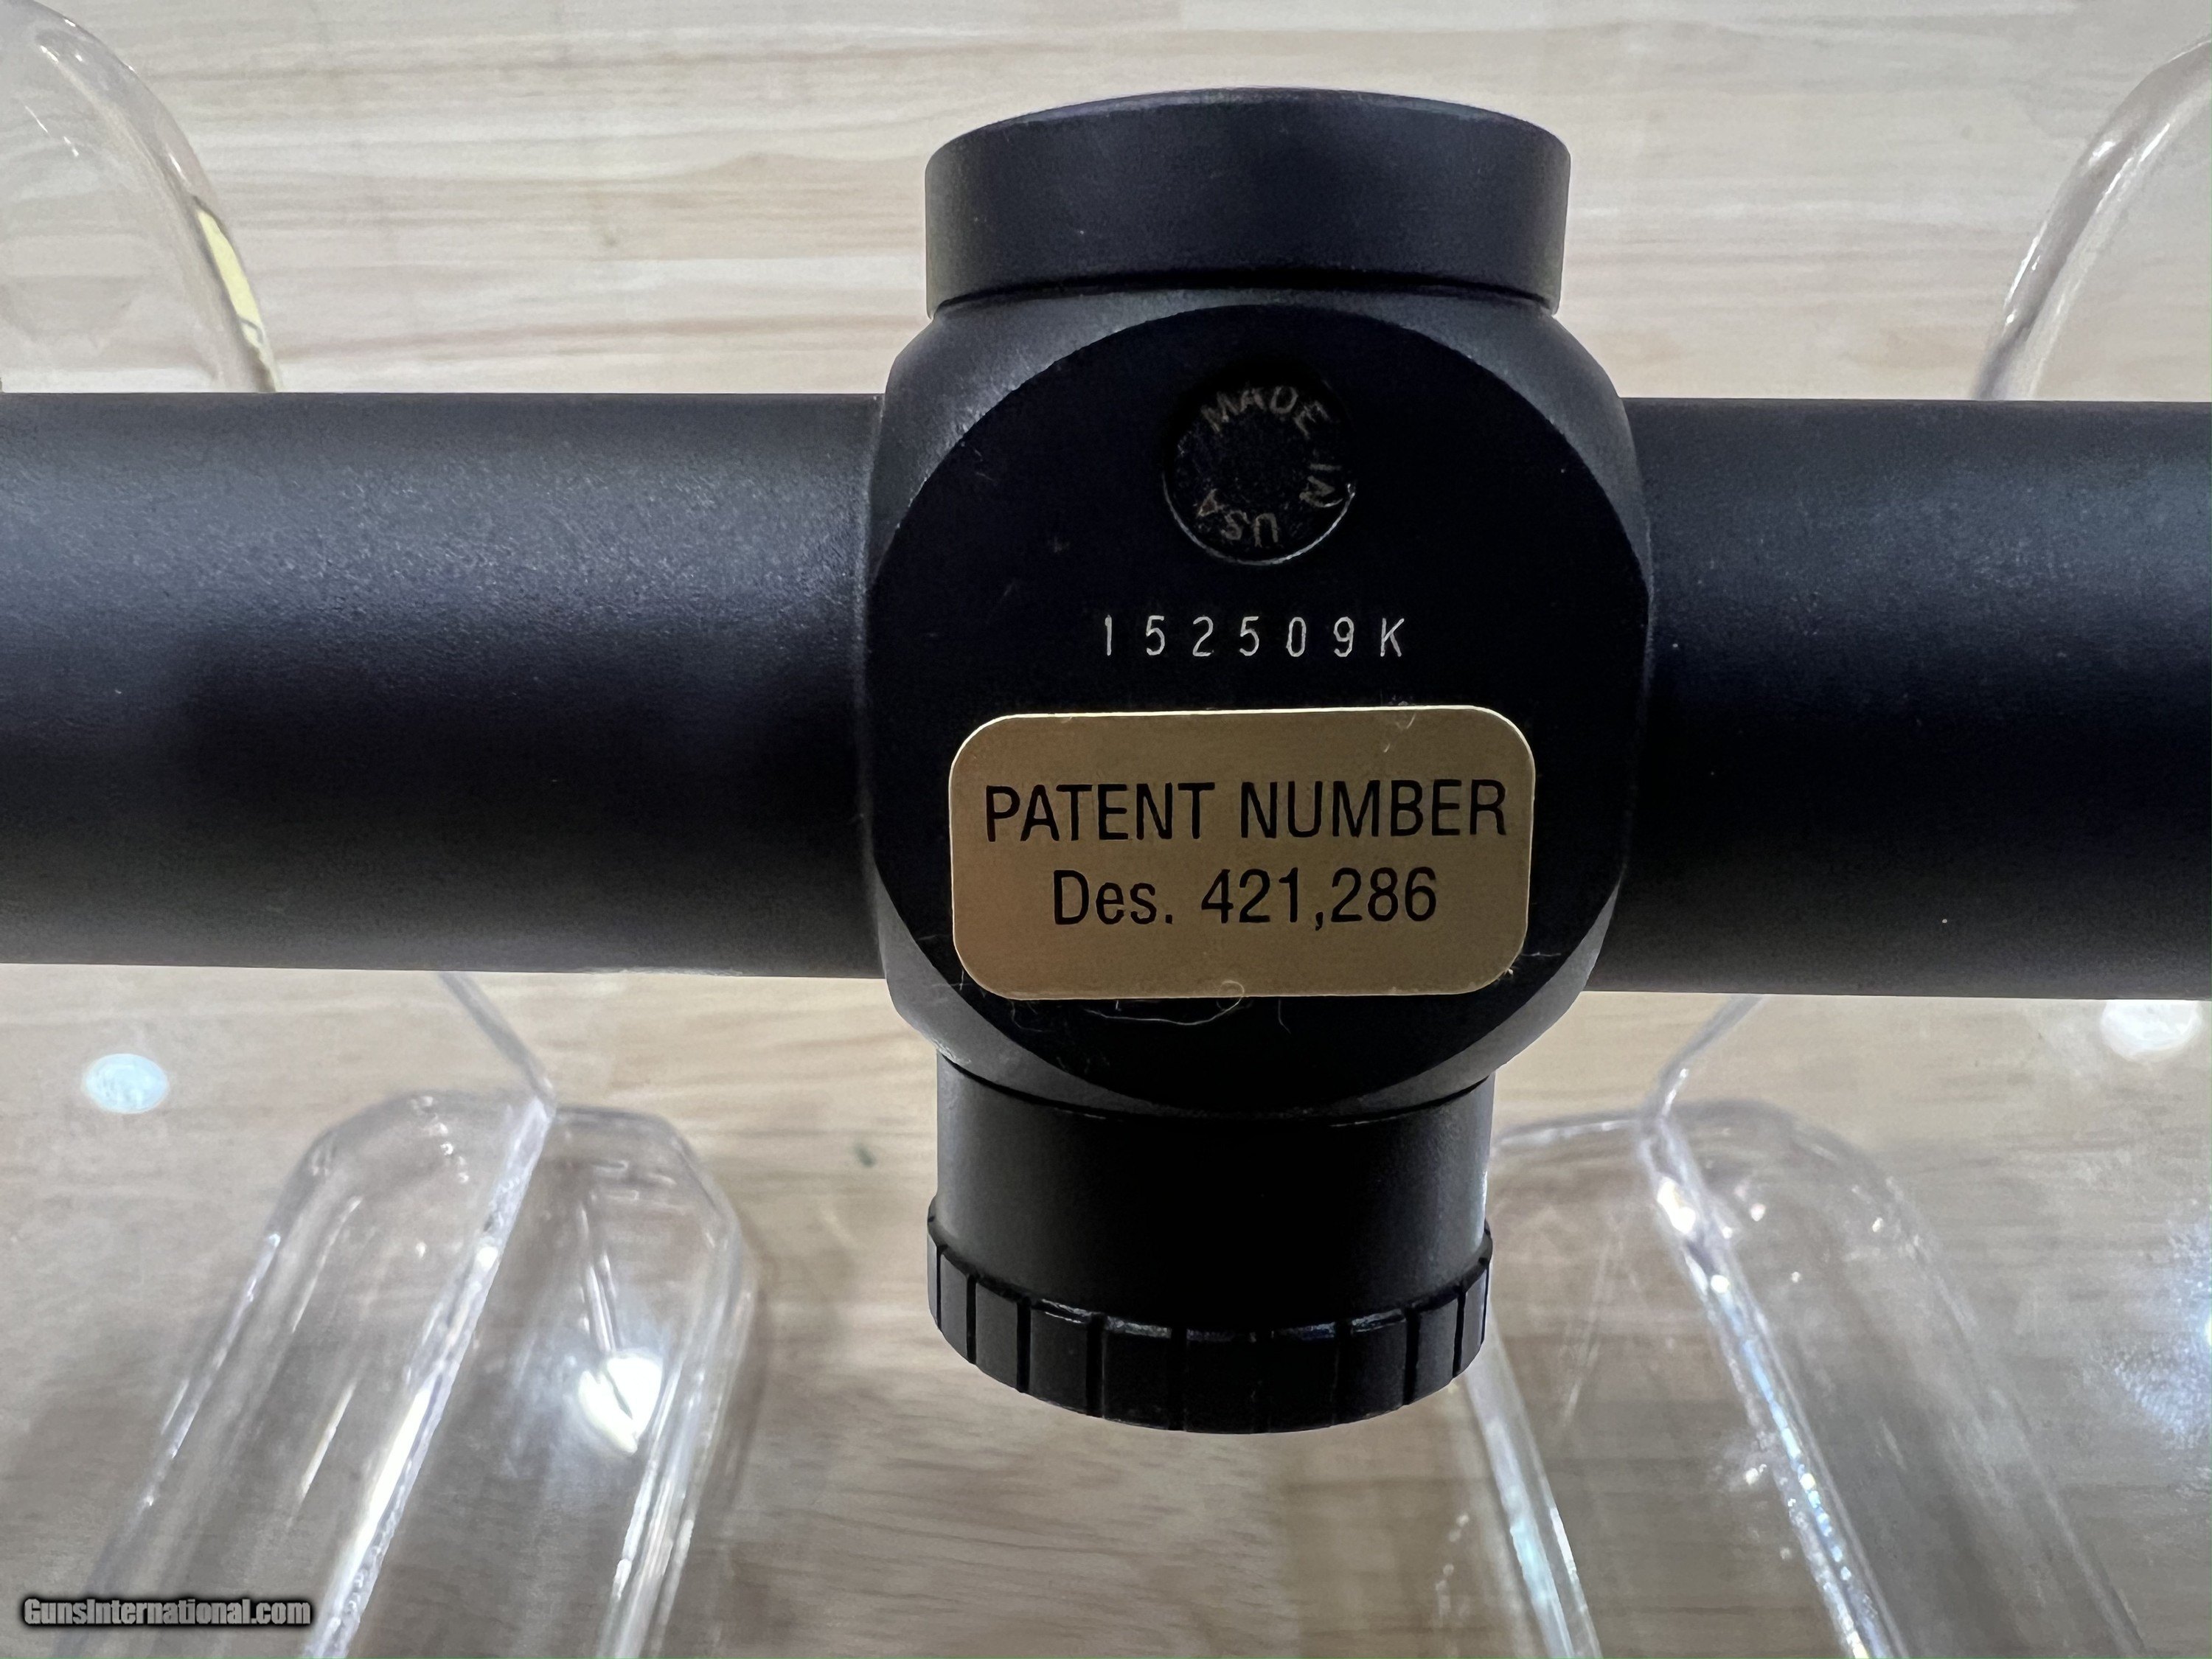 MADE IN USA
152509K
PATENT NUMBER
Des. 421,286
GunsInternational.com